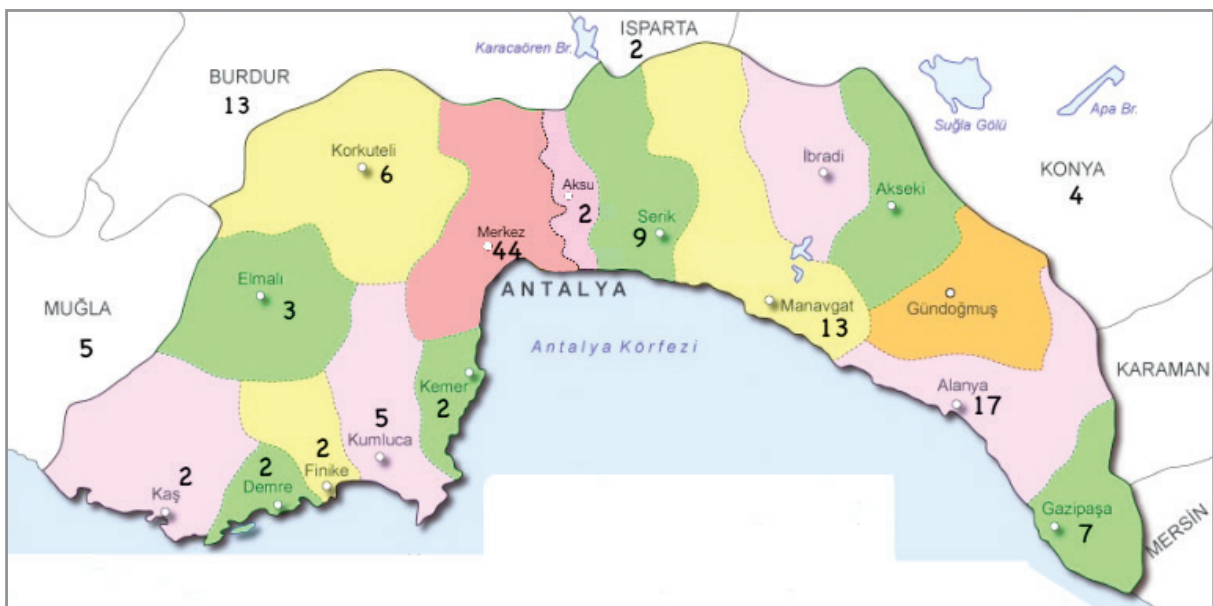 ISPARTA
2
Karacaören Br.
BURDUR
13
Suğla Gölü
Apa Br.
KONYA
4
Korkuteli
6
İbradi
Aksu
2
Akseki
Serik
9
Merkez
44
Elmalı
3
ANTALYA
Manavgat
13
Gündoğmuş
MUĞLA
5
Antalya Körfezi
KARAMAN
Kemer
2
Alanya
17
5
Kumluca
2
Finike
2
Demre
2
Kaş
Gazipaşa
7
MERSİN